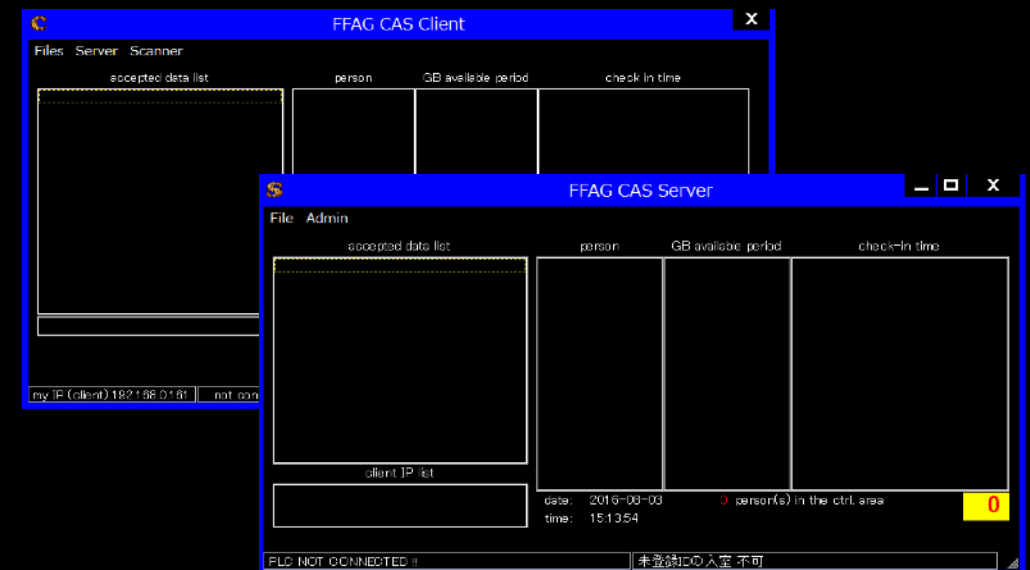 FFAG CAS Client
X
Files Server Scanner
accepted data list person GB available period check in time
my IP (client) 192.168.0.161 not con
FFAG CAS Server
X
File Admin
accepted data list person GB available period check-in time
client IP list
date: 2016-08-03 0 person(s) in the ctrl. area 0
time: 15:13:54
PLC NOT CONNECTED !! 未登録IDの入室 不可